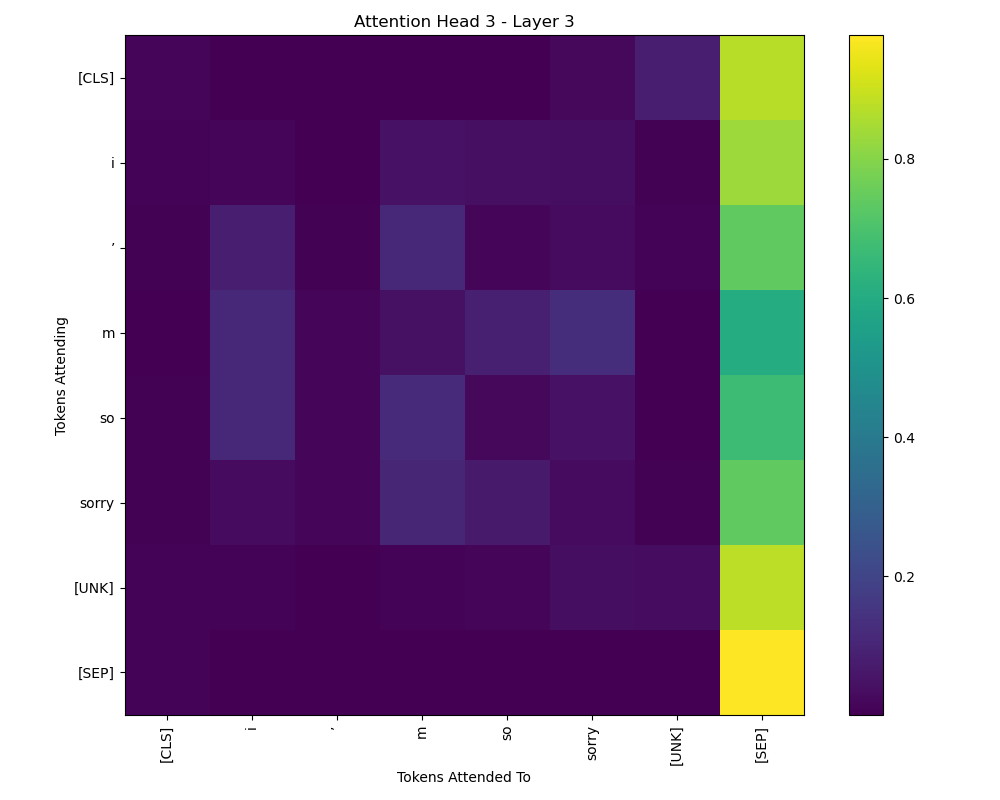 Attention Head 3 - Layer 3
[CLS]
i
’
m
so
sorry
[UNK]
[SEP]
Tokens Attending
[CLS]
i
’
m
so
sorry
[UNK]
[SEP]
Tokens Attended To
0.8
0.6
0.4
0.2